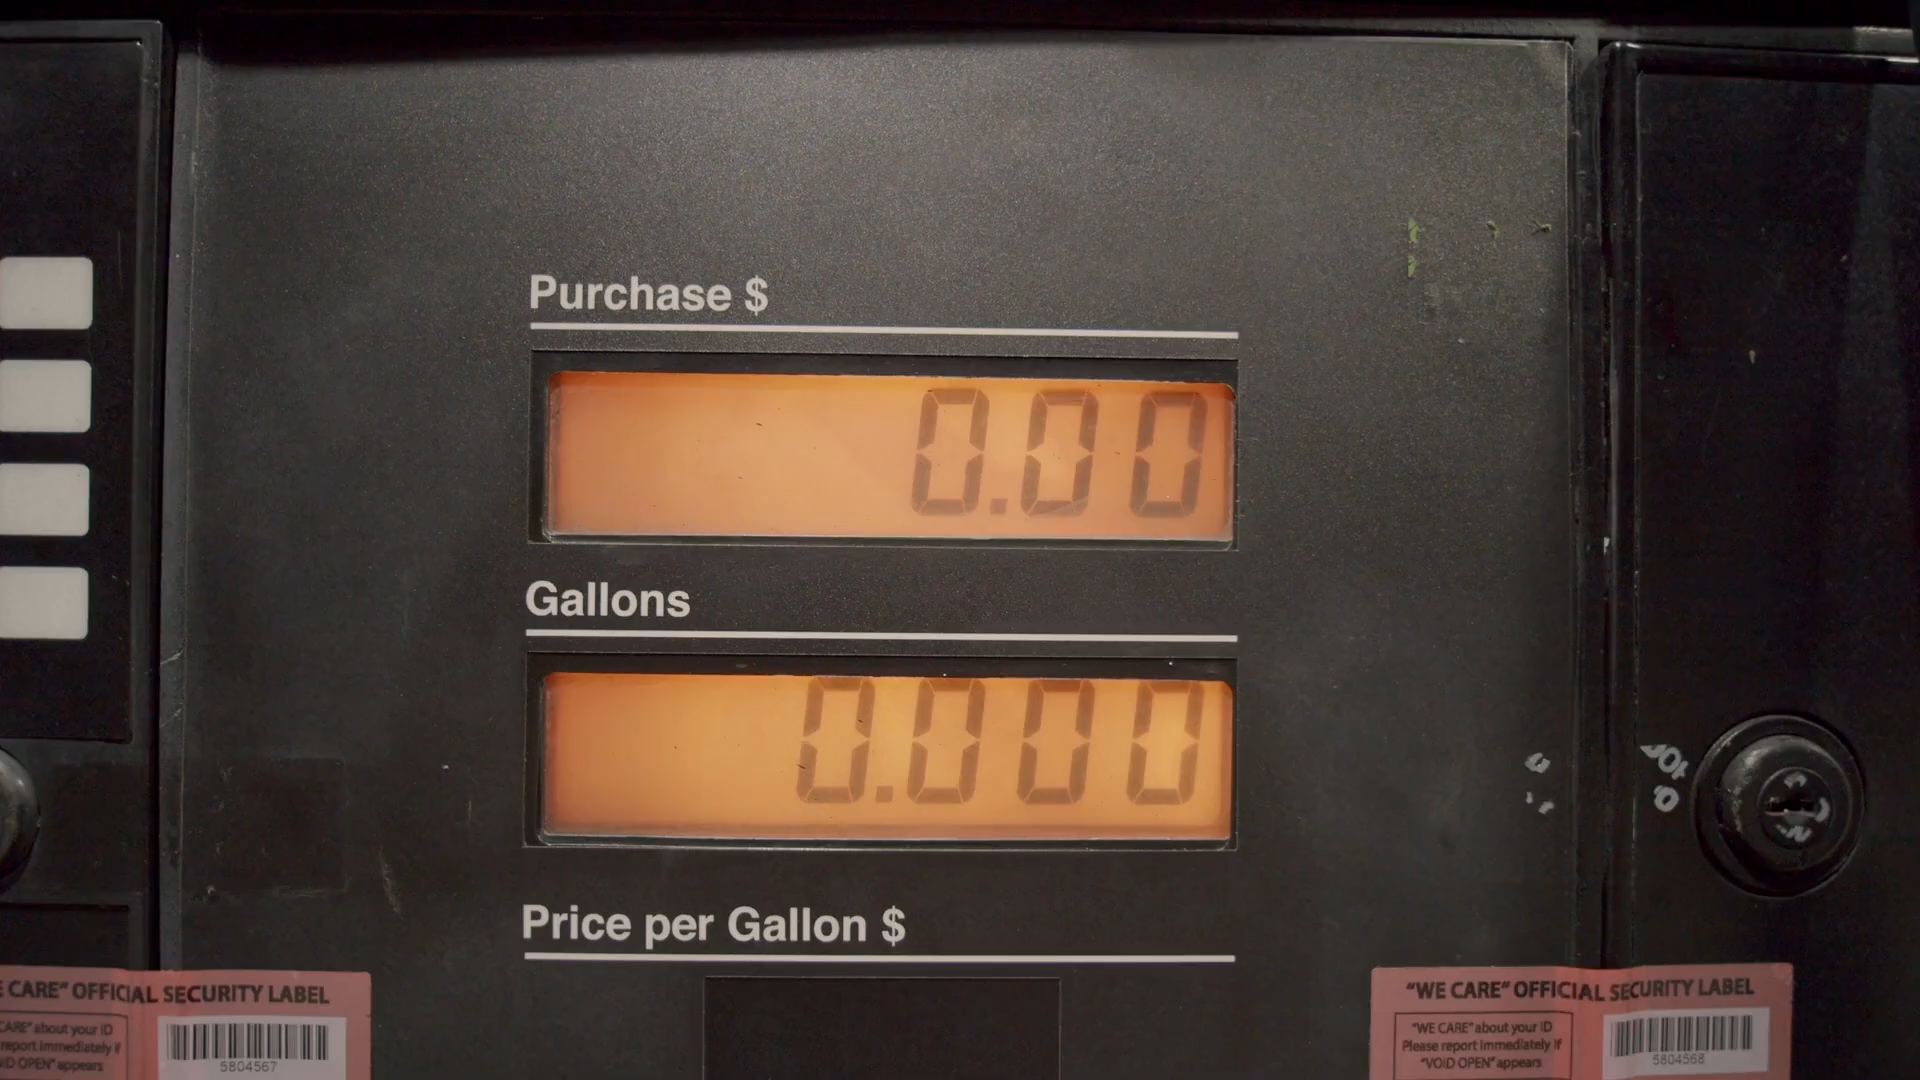 Purchase $
0.00
Gallons
0.000
Price per Gallon $
E CARE" OFFICIAL SECURITY LABEL
CARE" about your ID
report immediately if
OID OPEN" appears
5804567
"WE CARE" OFFICIAL SECURITY LABEL
"WE CARE" about your ID
Please report immediately if
"VOID OPEN" appears
5804568